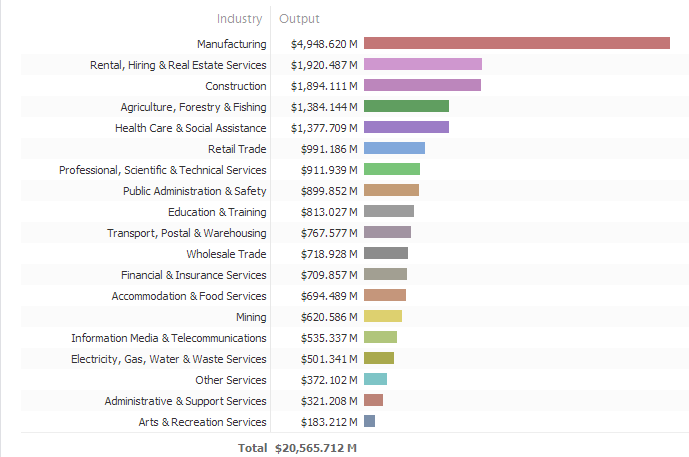 Industry Output
Manufacturing $4,948.620 M
Rental, Hiring & Real Estate Services $1,920.487 M
Construction $1,894.111 M
Agriculture, Forestry & Fishing $1,384.144 M
Health Care & Social Assistance $1,377.709 M
Retail Trade $991.186 M
Professional, Scientific & Technical Services $911.939 M
Public Administration & Safety $899.852 M
Education & Training $813.027 M
Transport, Postal & Warehousing $767.577 M
Wholesale Trade $718.928 M
Financial & Insurance Services $709.857 M
Accommodation & Food Services $694.489 M
Mining $620.586 M
Information Media & Telecommunications $535.337 M
Electricity, Gas, Water & Waste Services $501.341 M
Other Services $372.102 M
Administrative & Support Services $321.208 M
Arts & Recreation Services $183.212 M
Total $20,565.712 M